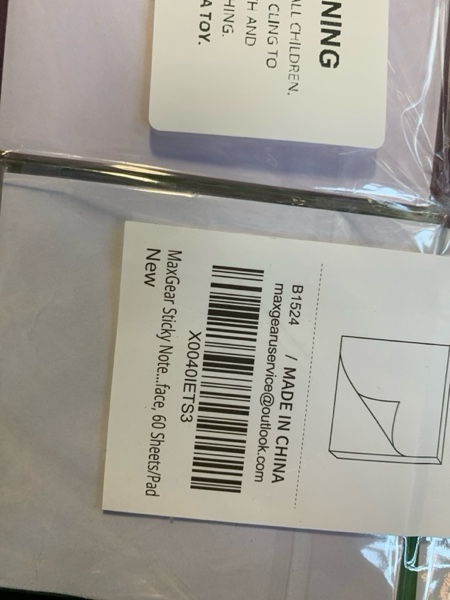 NING
ALL CHILDREN.
CLING TO
H AND
HING.
A TOY.
B1524 / MADE IN CHINA
maxgearuservice@outlook.com
X0040IETS3
MaxGear Sticky Note...face, 60 Sheets/Pad
New